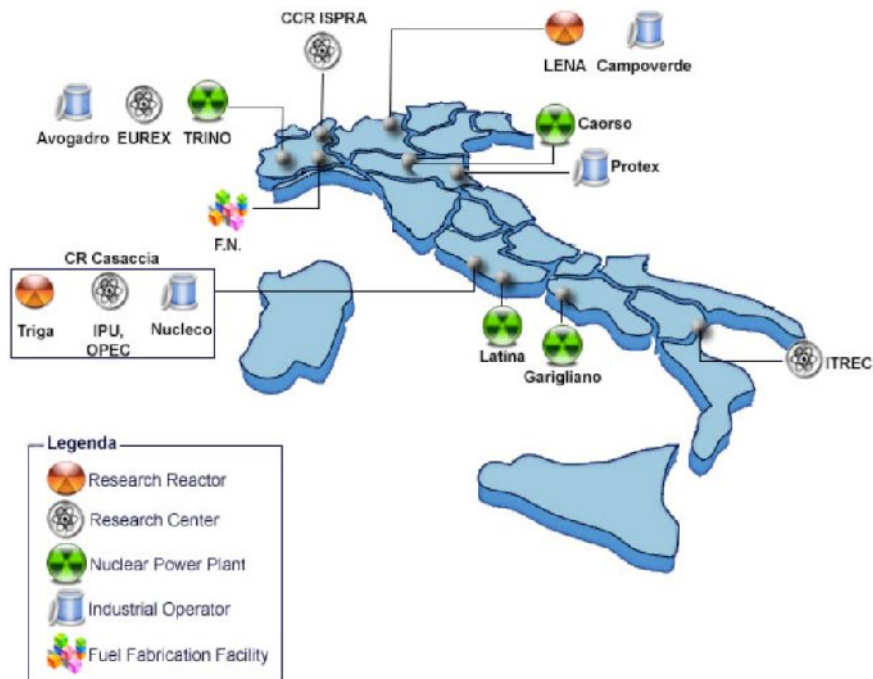 CCR ISPRA
LENA Campoverde
Avogadro EUREX TRINO
Caorso
Protex
F.N.
CR Casaccia
Triga IPU, Nucleco
OPEC
Latina
Garigliano
ITREC
Legenda
Research Reactor
Research Center
Nuclear Power Plant
Industrial Operator
Fuel Fabrication Facility